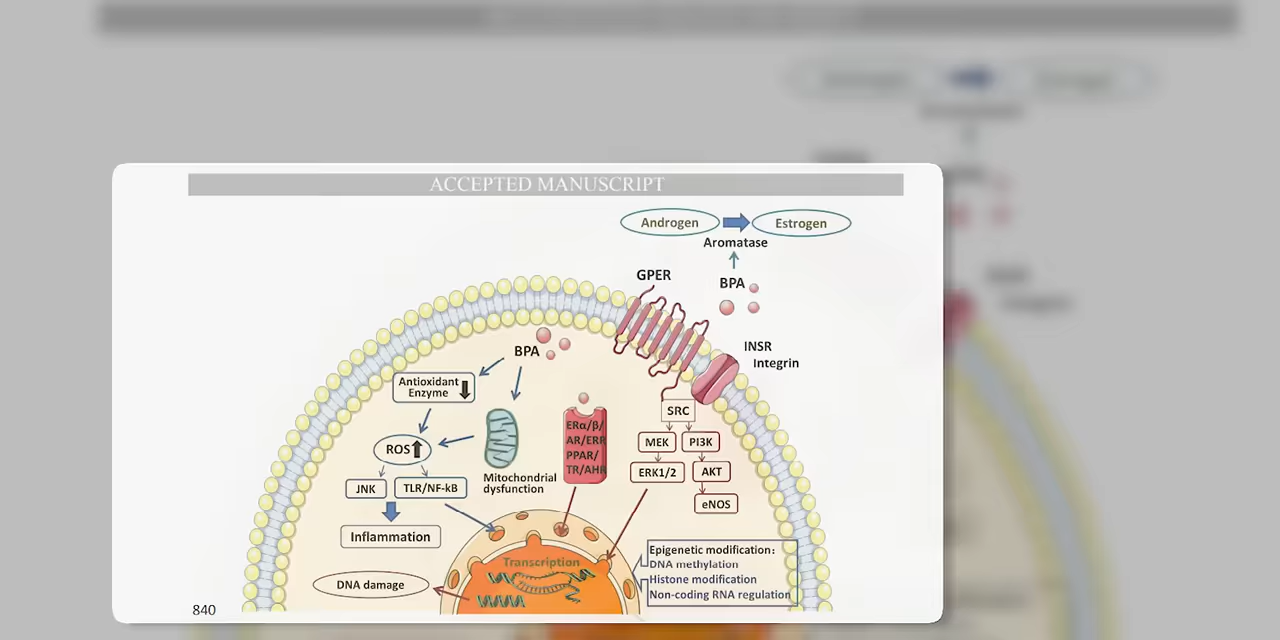 ACCEPTED MANUSCRIPT
Androgen
Estrogen
Aromatase
GPER
BPA
INSR
Integrin
BPA
Antioxidant
Enzyme
ROS
JNK
TLR/NF-kB
Inflammation
Mitochondrial
dysfunction
ERα/β/
AR/ERR
PPAR/
TR/AHR
SRC
MEK
PI3K
ERK1/2
AKT
eNOS
Transcription
DNA damage
Epigenetic modification:
DNA methylation
Histone modification
Non-coding RNA regulation
840